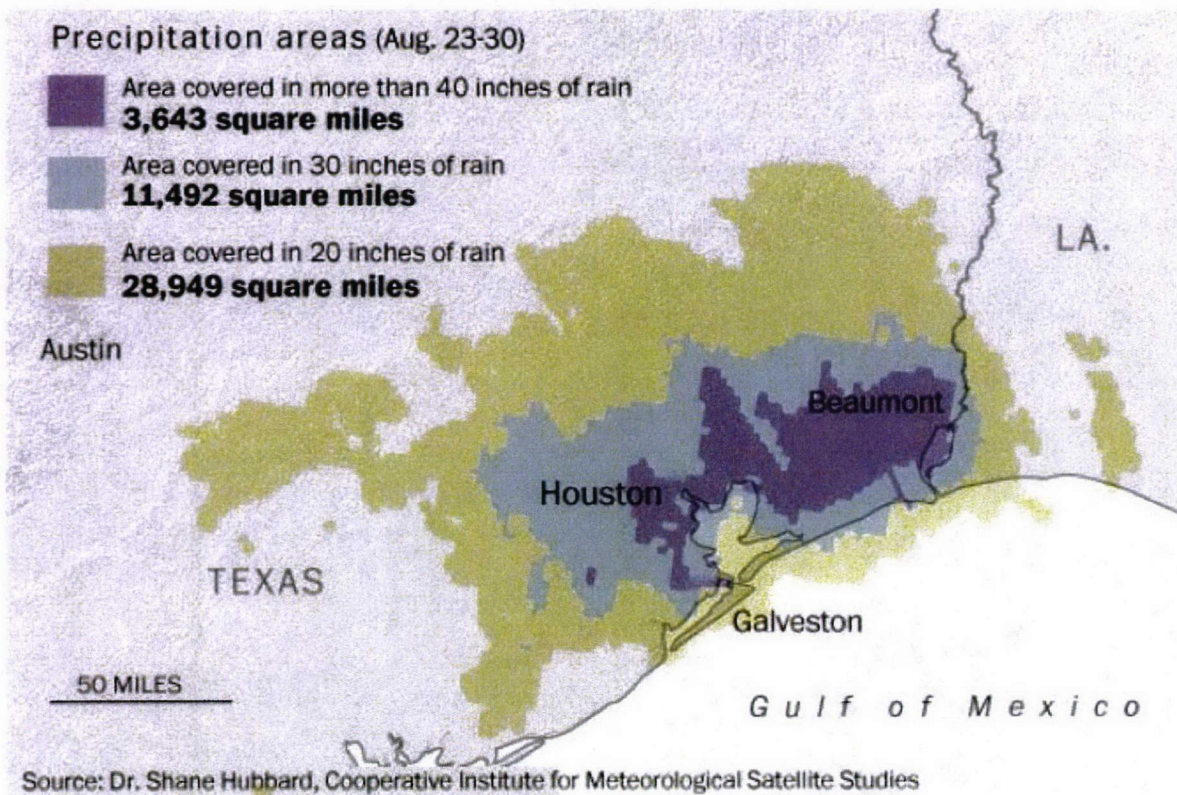 Precipitation areas (Aug. 23-30)
Area covered in more than 40 inches of rain
3,643 square miles
Area covered in 30 inches of rain
11,492 square miles
Area covered in 20 inches of rain
28,949 square miles
LA.
Austin
Beaumont
Houston
TEXAS
Galveston
50 MILES
Gulf of Mexico
Source: Dr. Shane Hubbard, Cooperative Institute for Meteorological Satellite Studies